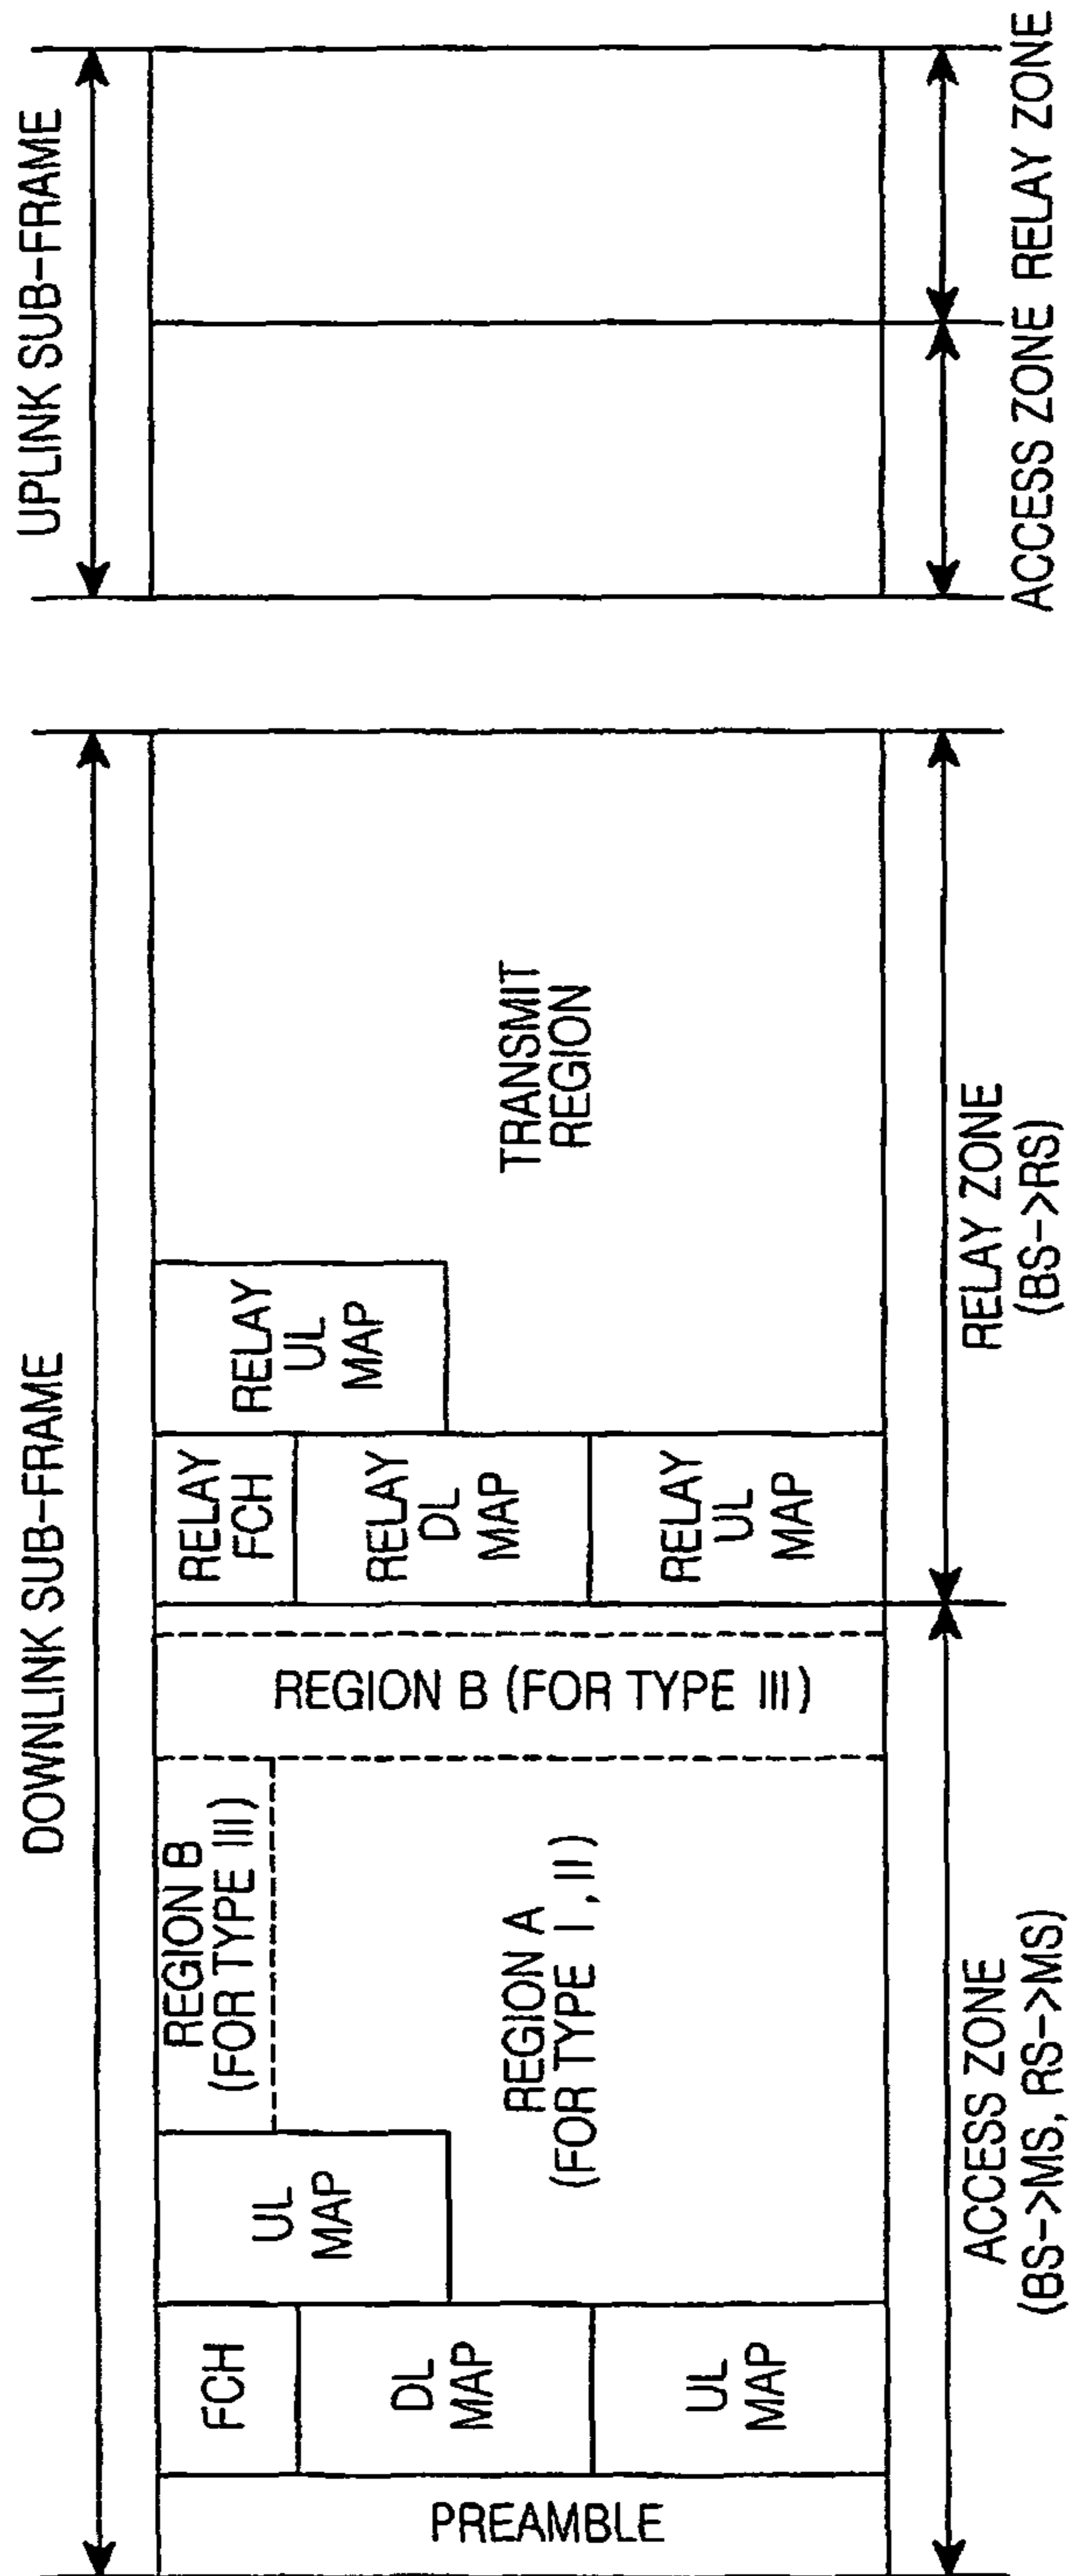 DOWNLINK SUB-FRAME
UPLINK SUB-FRAME
PREAMBLE
FCH
DL
MAP
UL
MAP
UL
MAP
REGION B
(FOR TYPE III)
REGION A
(FOR TYPE I, II)
REGION B (FOR TYPE III)
RELAY
FCH
RELAY
DL
MAP
RELAY
UL
MAP
RELAY
UL
MAP
TRANSMIT
REGION
ACCESS ZONE
(BS->MS, RS->MS)
RELAY ZONE
(BS->RS)
ACCESS ZONE
RELAY ZONE